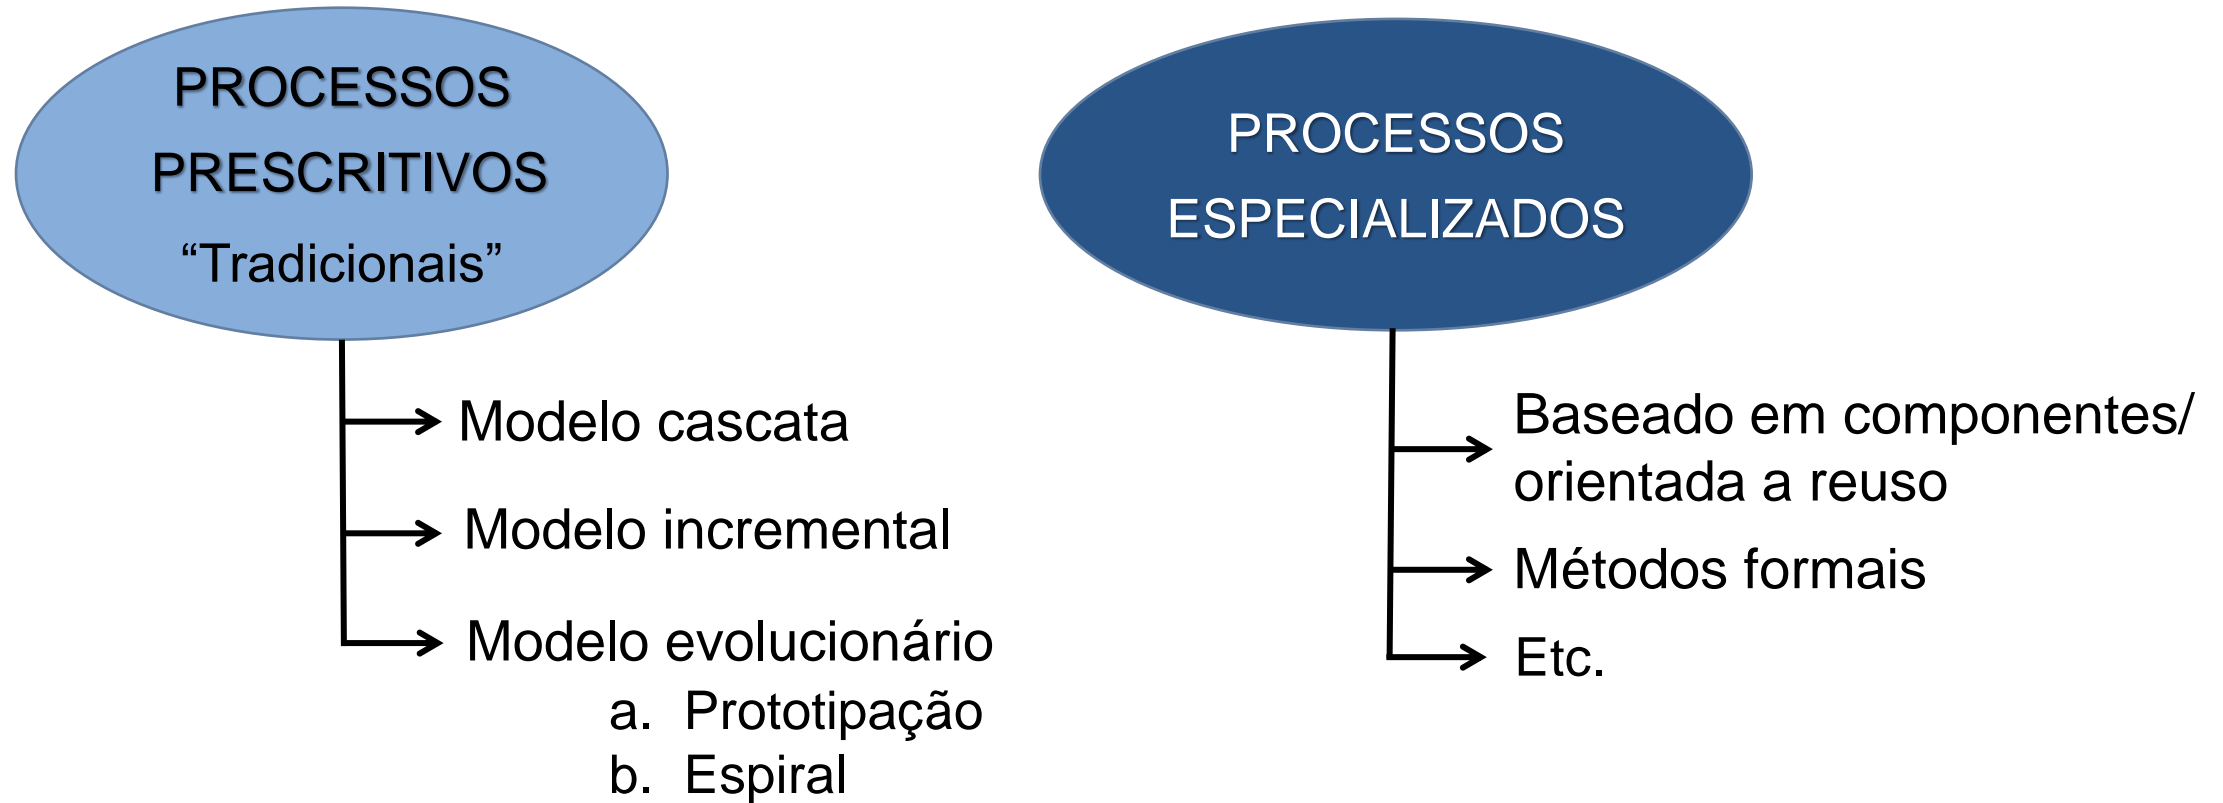 PROCESSOS
PRESCRITIVOS
“Tradicionais”
Modelo cascata
Modelo incremental
Modelo evolucionário
a. Prototipação
b. Espiral
PROCESSOS
ESPECIALIZADOS
Baseado em componentes/
orientada a reuso
Métodos formais
Etc.